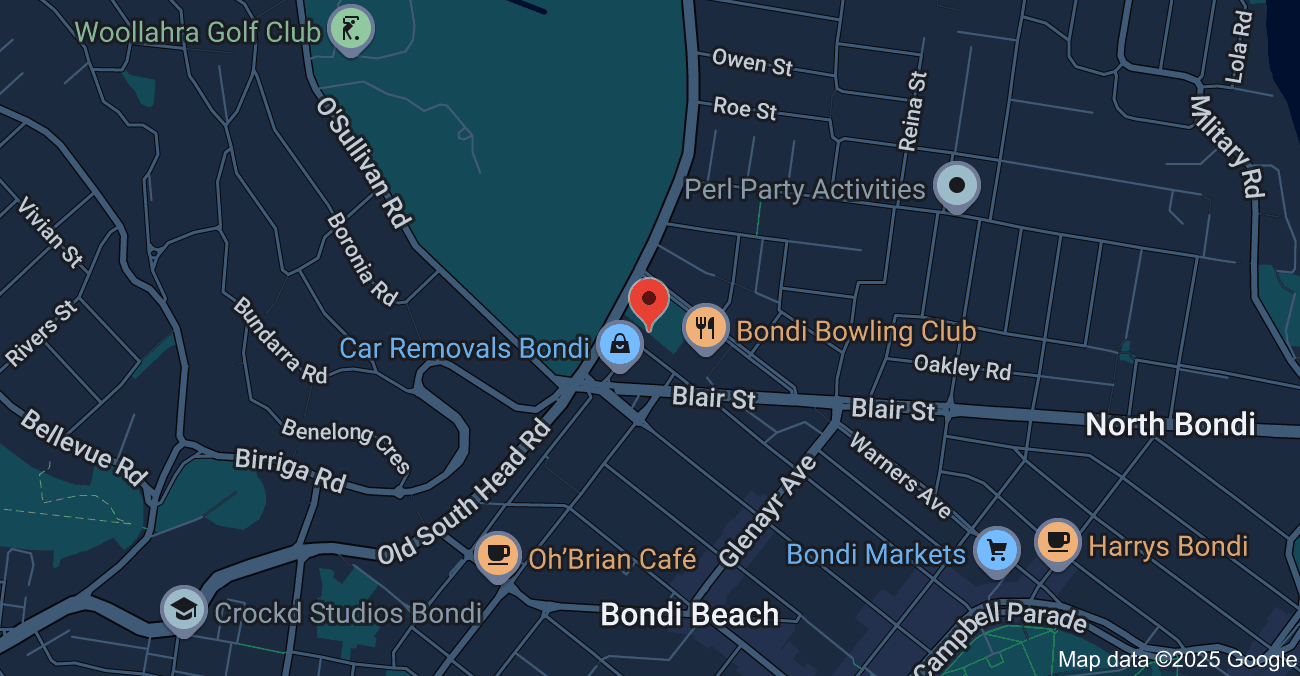 Woollahra Golf Club
Owen St
Lola Rd
Reina St
Roe St
Military Rd
O'Sullivan Rd
Perl Party Activities
Vivian St
Boronia Rd
Rivers St
Bundarra Rd
Car Removals Bondi
Bondi Bowling Club
Oakley Rd
Blair St
Blair St
North Bondi
Bellevue Rd
Benelong Cres
Birriga Rd
Old South Head Rd
Warners Ave
Glenayr Ave
Oh'Brian Café
Bondi Markets
Harrys Bondi
Crockd Studios Bondi
Bondi Beach
Campbell Parade
Map data ©2025 Google